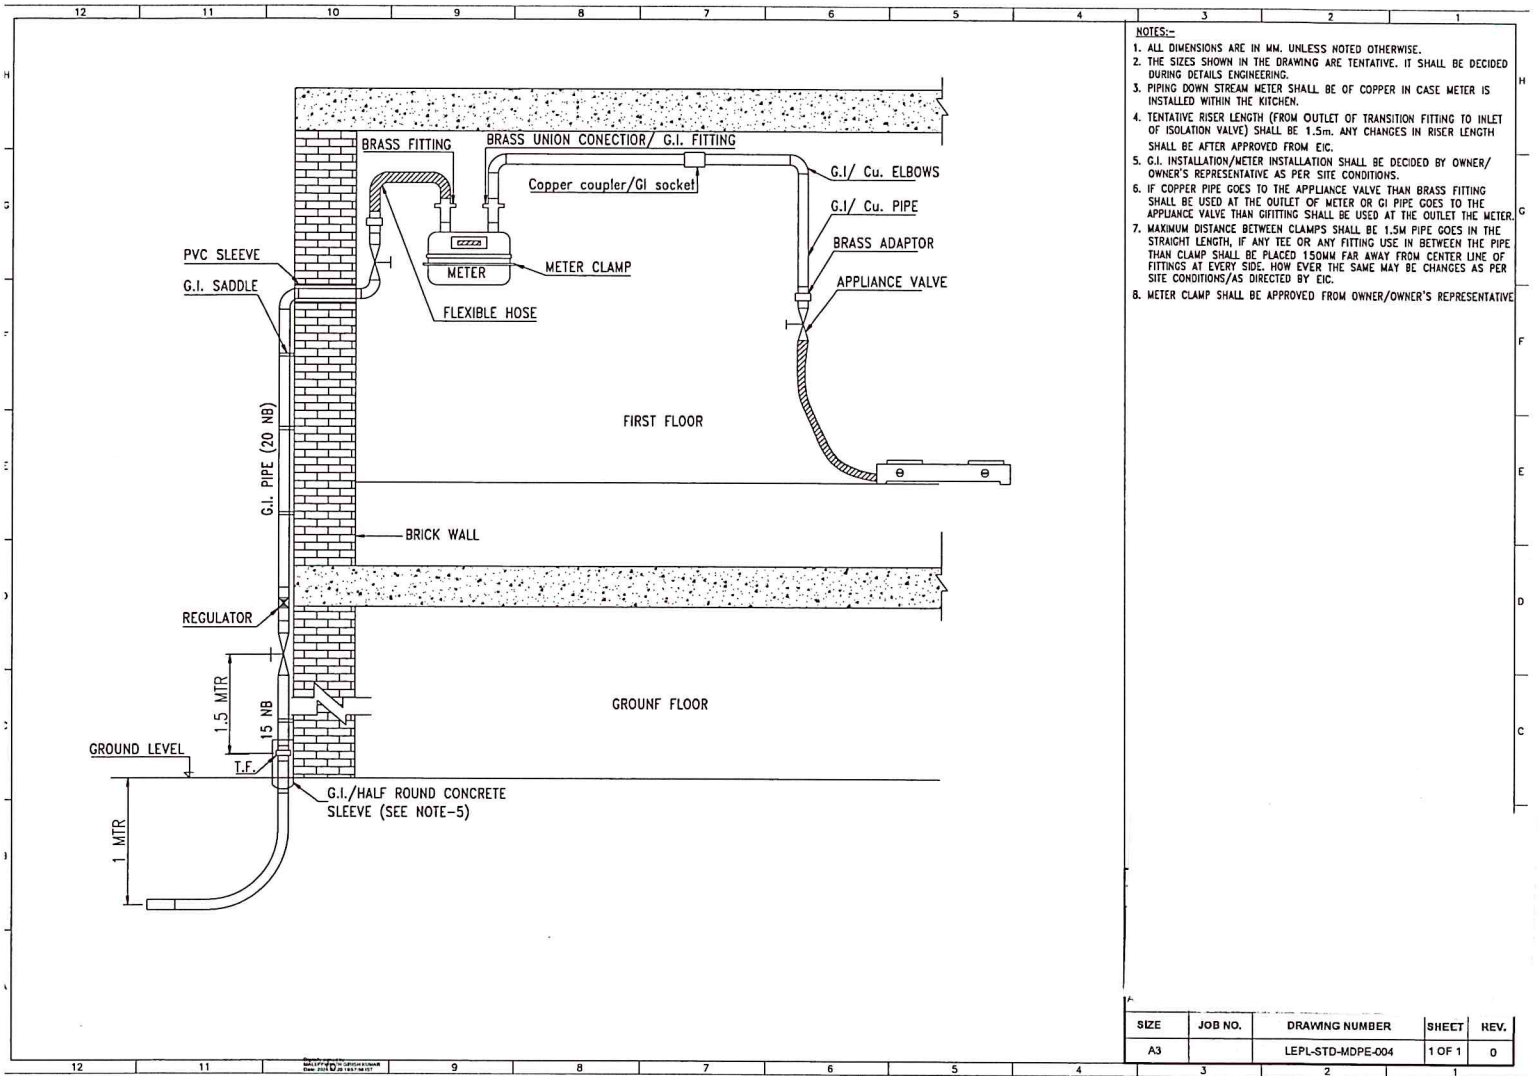 12 11 10 9 8 7 6 5 4 3 2 1
H
G
F
E
D
C
BRASS FITTING
BRASS UNION CONECTIOR/ G.I. FITTING
Copper coupler/GI socket
G.I/ Cu. ELBOWS
G.I/ Cu. PIPE
BRASS ADAPTOR
APPLIANCE VALVE
PVC SLEEVE
G.I. SADDLE
METER
METER CLAMP
FLEXIBLE HOSE
G.I. PIPE (20 NB)
FIRST FLOOR
BRICK WALL
REGULATOR
1.5 MTR
15 NB
GROUNF FLOOR
GROUND LEVEL
T.F.
G.I./HALF ROUND CONCRETE
SLEEVE (SEE NOTE-5)
1 MTR
NOTES:-
1. ALL DIMENSIONS ARE IN MM. UNLESS NOTED OTHERWISE.
2. THE SIZES SHOWN IN THE DRAWING ARE TENTATIVE. IT SHALL BE DECIDED
DURING DETAILS ENGINEERING.
3. PIPING DOWN STREAM METER SHALL BE OF COPPER IN CASE METER IS
INSTALLED WITHIN THE KITCHEN.
4. TENTATIVE RISER LENGTH (FROM OUTLET OF TRANSITION FITTING TO INLET
OF ISOLATION VALVE) SHALL BE 1.5m. ANY CHANGES IN RISER LENGTH
SHALL BE AFTER APPROVED FROM EIC.
5. G.I. INSTALLATION/METER INSTALLATION SHALL BE DECIDED BY OWNER/
OWNER'S REPRESENTATIVE AS PER SITE CONDITIONS.
6. IF COPPER PIPE GOES TO THE APPLIANCE VALVE THAN BRASS FITTING
SHALL BE USED AT THE OUTLET OF METER OR GI PIPE GOES TO THE
APPLIANCE VALVE THAN GIFITTING SHALL BE USED AT THE OUTLET THE METER.
7. MAXIMUM DISTANCE BETWEEN CLAMPS SHALL BE 1.5M PIPE GOES IN THE
STRAIGHT LENGTH, IF ANY TEE OR ANY FITTING USE IN BETWEEN THE PIPE
THAN CLAMP SHALL BE PLACED 150MM FAR AWAY FROM CENTER LINE OF
FITTINGS AT EVERY SIDE. HOW EVER THE SAME MAY BE CHANGES AS PER
SITE CONDITIONS/AS DIRECTED BY EIC.
8. METER CLAMP SHALL BE APPROVED FROM OWNER/OWNER'S REPRESENTATIVE
SIZE JOB NO. DRAWING NUMBER SHEET REV.
A3 LEPL-STD-MDPE-004 1 OF 1 0
12 11 9 8 7 6 5 4 3 2 1